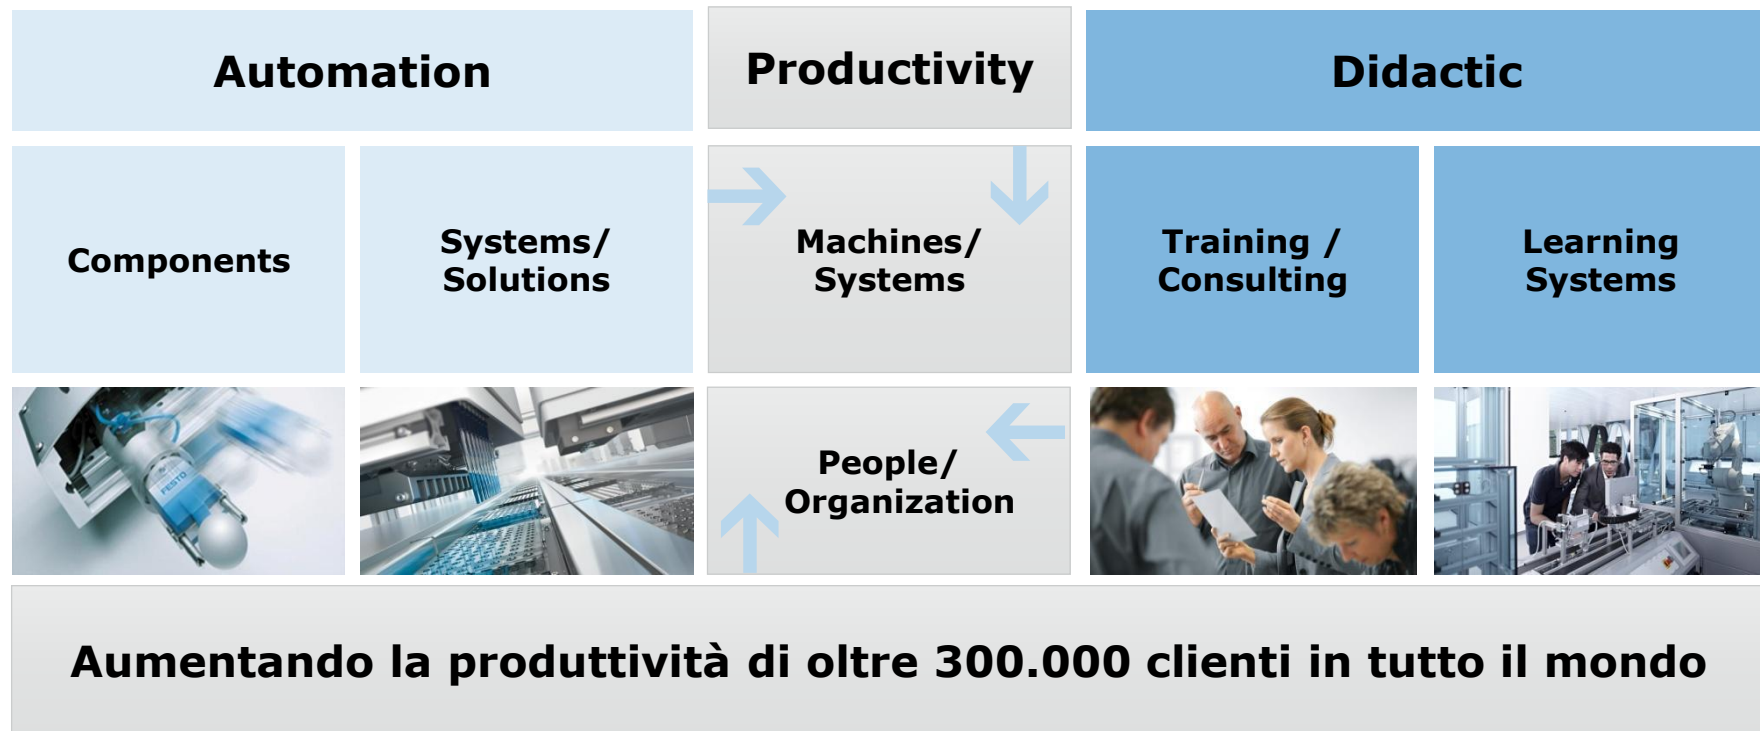 Automation
Productivity
Didactic
Components
Systems/
Solutions
Machines/
Systems
Training /
Consulting
Learning
Systems
FESTO
People/
Organization
Aumentando la produttività di oltre 300.000 clienti in tutto il mondo